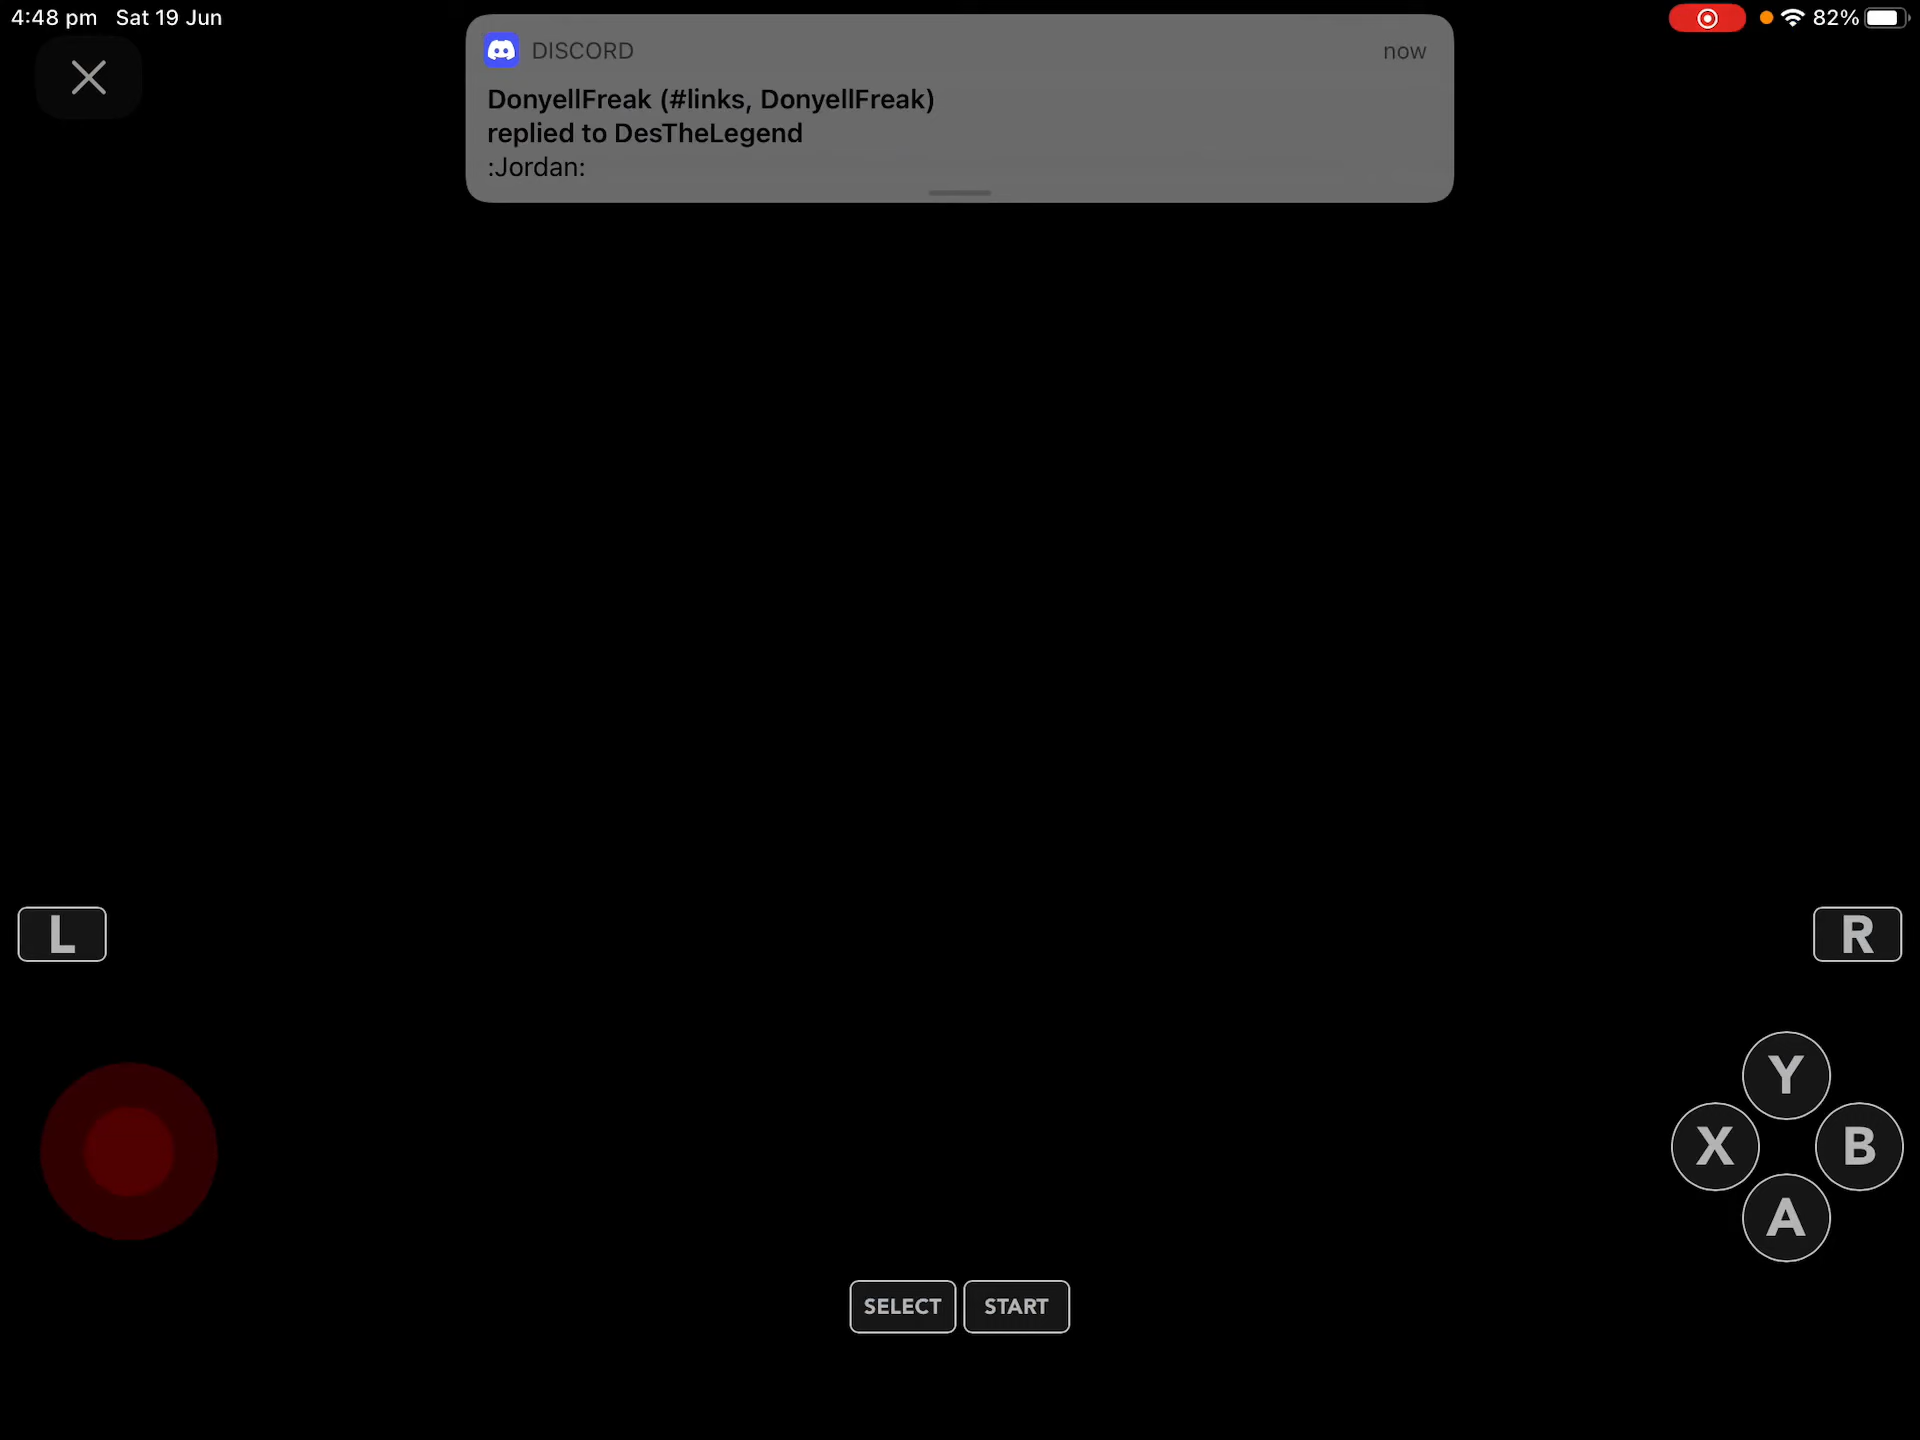 4:48 pm Sat 19 Jun
82%
DISCORD
now
DonyellFreak (#links, DonyellFreak)
replied to DesTheLegend
:Jordan:
L
R
Y
X
B
A
SELECT
START